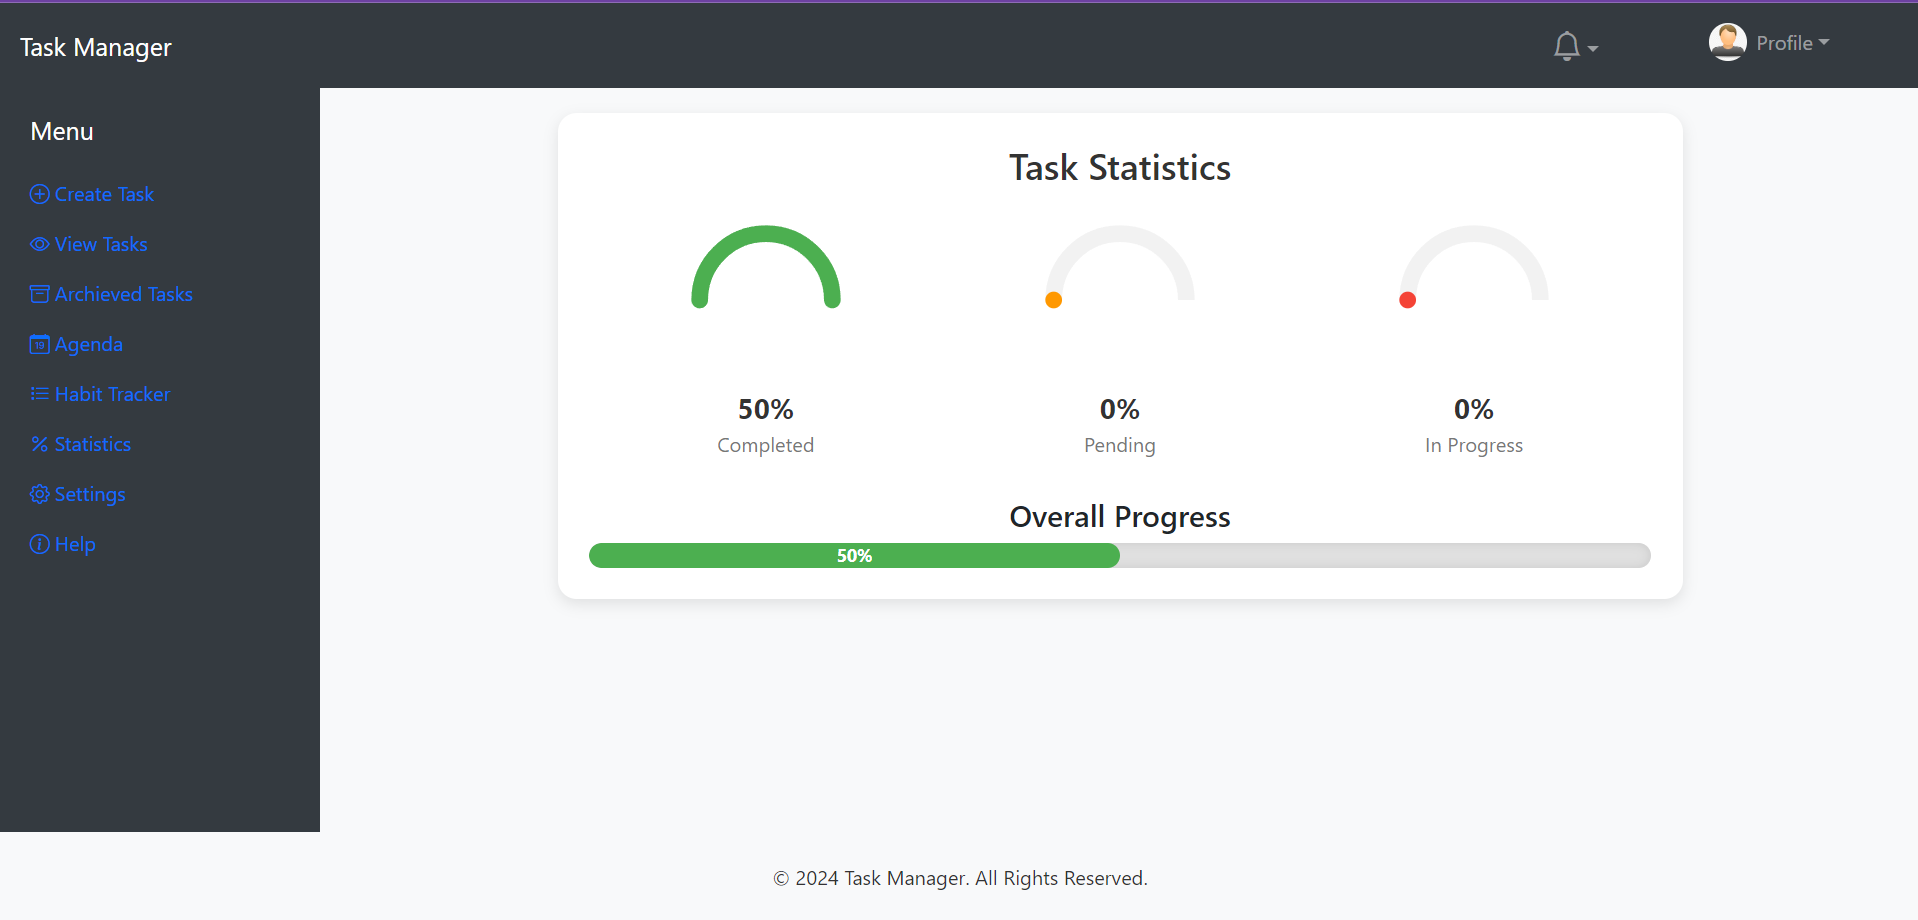 Task Manager
Profile
Menu
Create Task
View Tasks
Archieved Tasks
19 Agenda
Habit Tracker
Statistics
Settings
Help
Task Statistics
50%
Completed
0%
Pending
0%
In Progress
Overall Progress
50%
© 2024 Task Manager. All Rights Reserved.